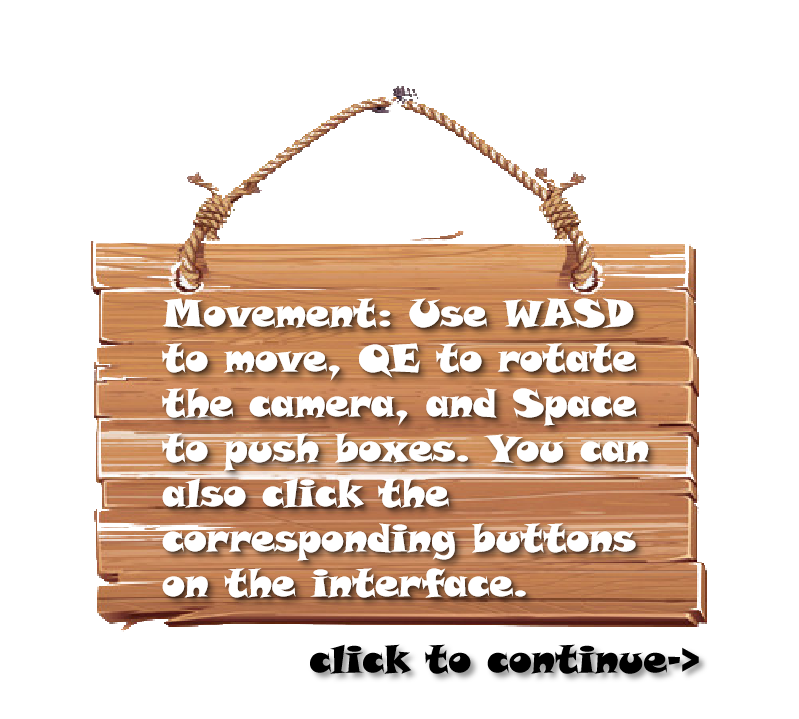 Movement: Use WASD
to move, QE to rotate
the camera, and Space
to push boxes. You can
also click the
corresponding buttons
on the interface.
click to continue->